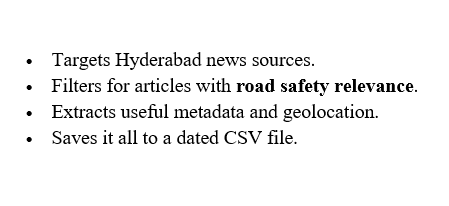 • Targets Hyderabad news sources.
• Filters for articles with road safety relevance.
• Extracts useful metadata and geolocation.
• Saves it all to a dated CSV file.